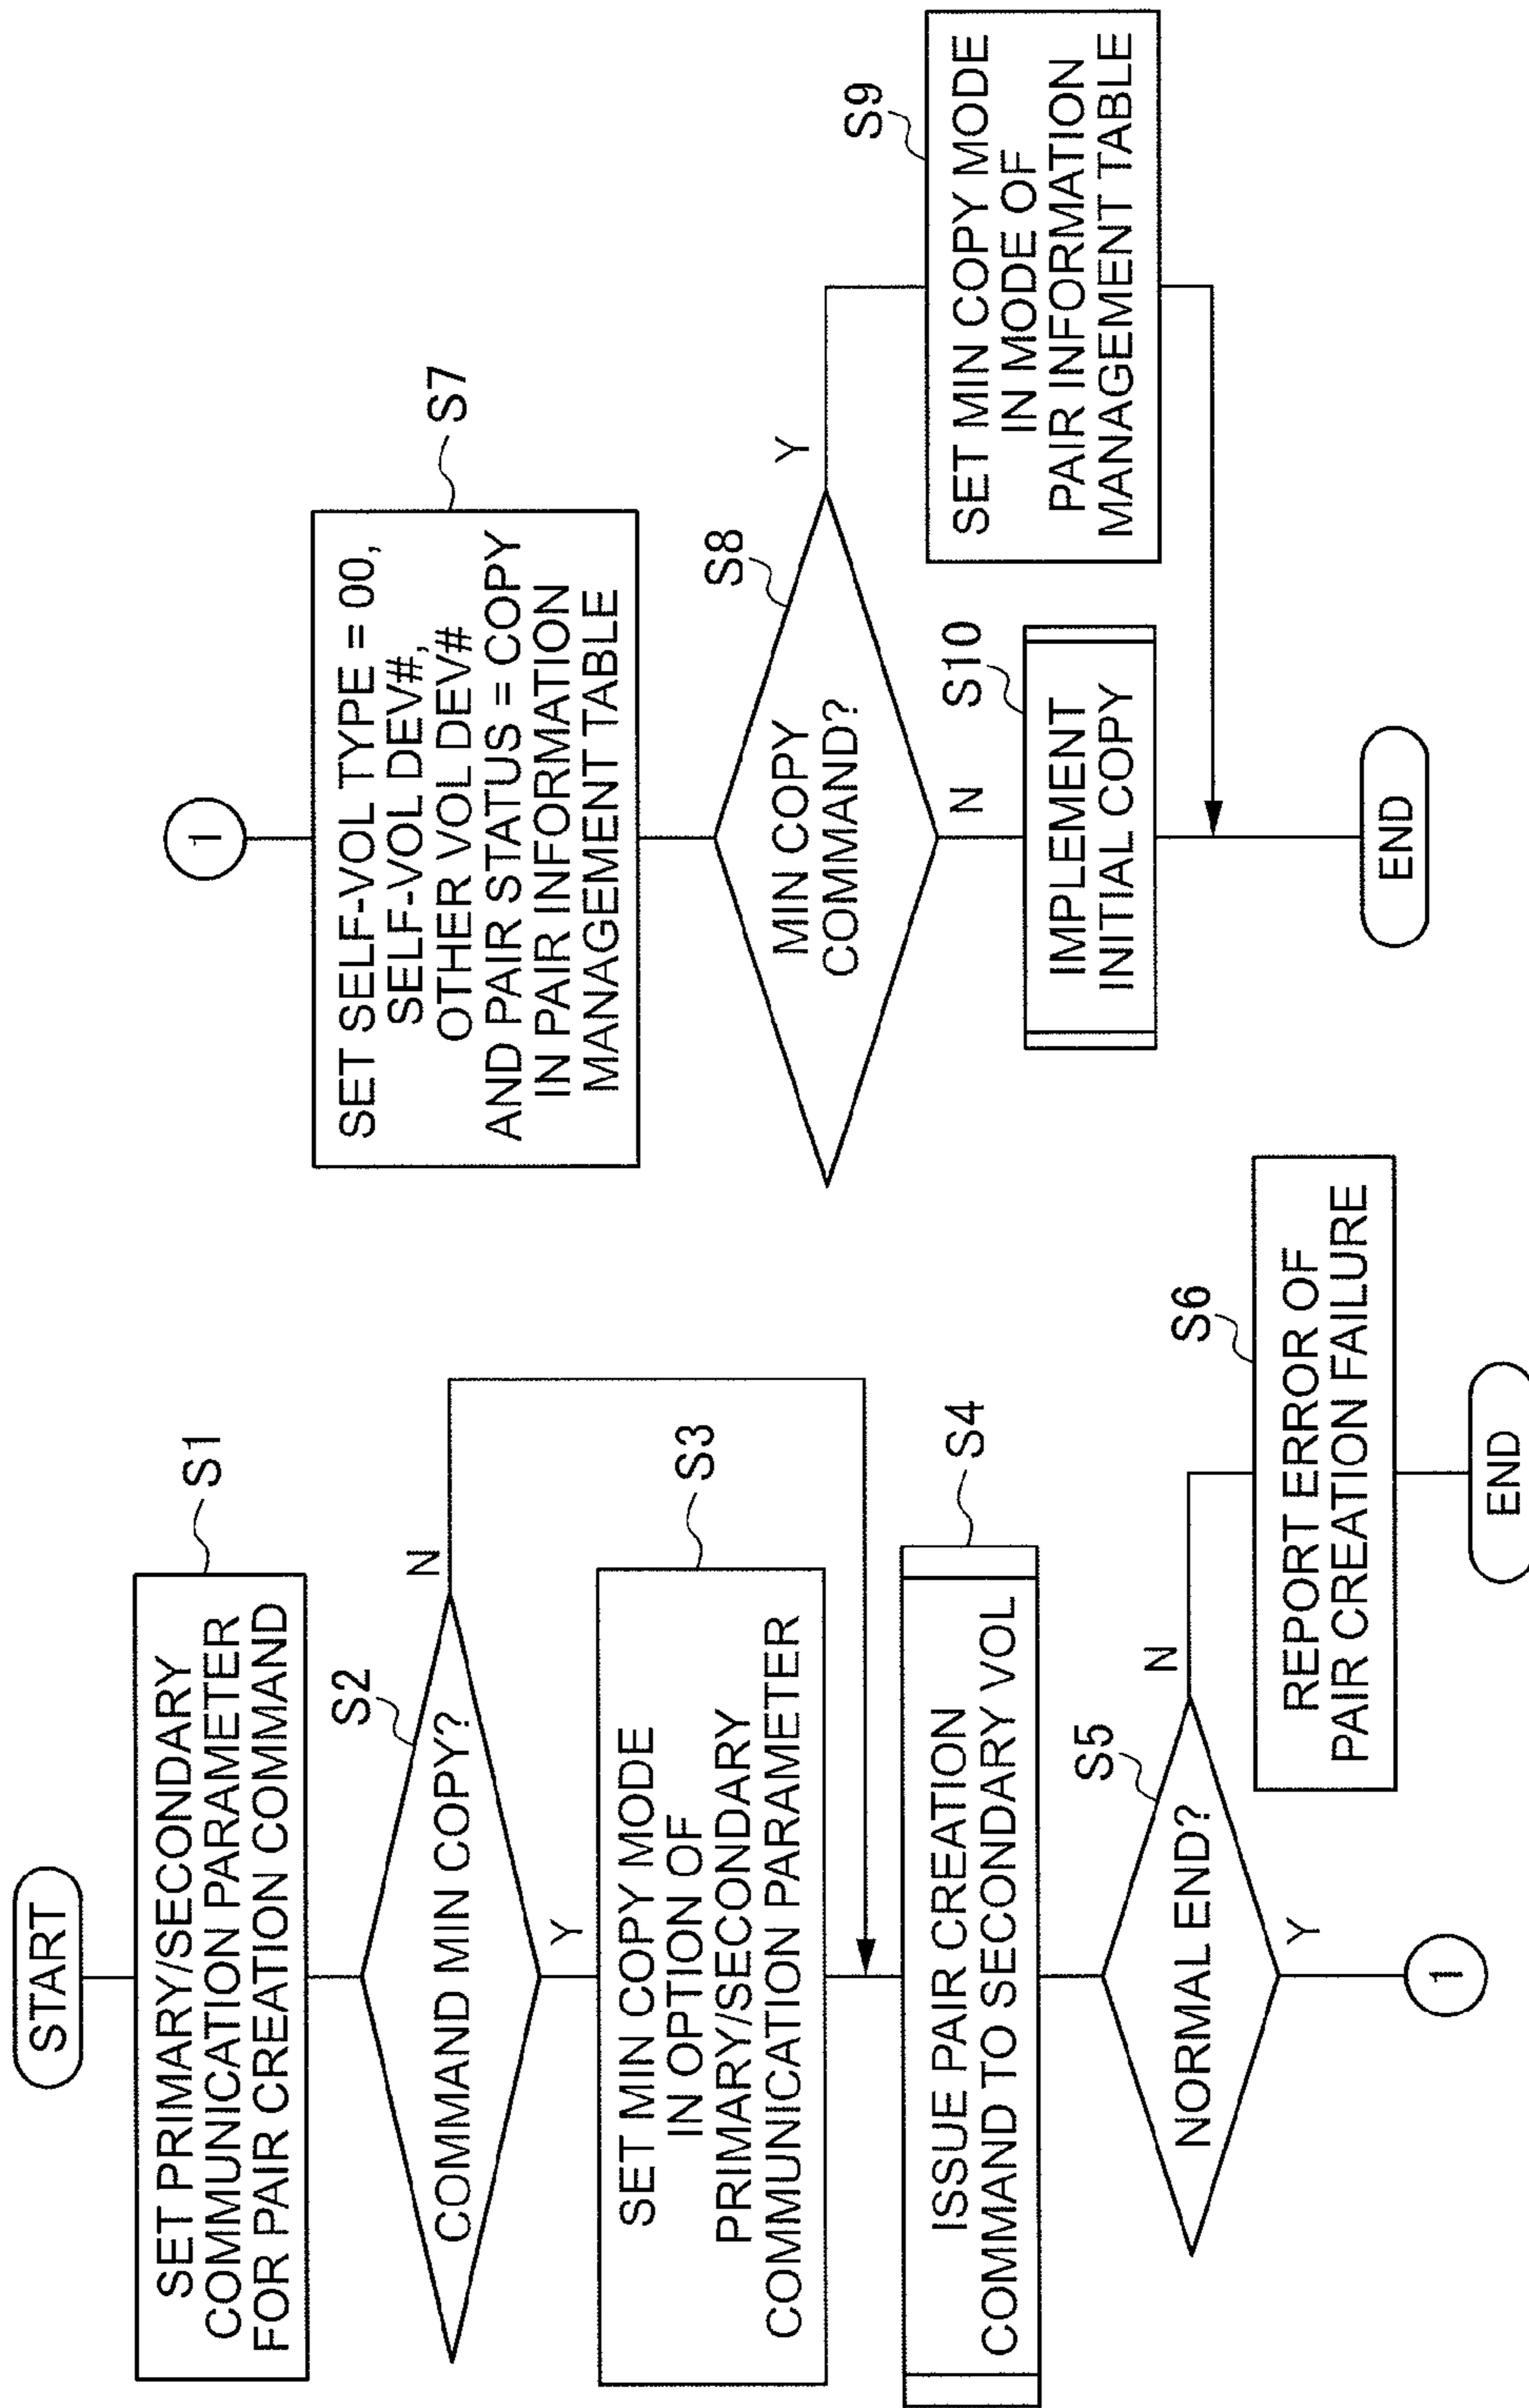 START
SET PRIMARY/SECONDARY
COMMUNICATION PARAMETER
FOR PAIR CREATION COMMAND
S1
COMMAND MIN COPY?
S2
N
Y
SET MIN COPY MODE
IN OPTION OF
PRIMARY/SECONDARY
COMMUNICATION PARAMETER
S3
ISSUE PAIR CREATION
COMMAND TO SECONDARY VOL
S4
NORMAL END?
S5
N
Y
REPORT ERROR OF
PAIR CREATION FAILURE
S6
END
1
1
SET SELF-VOL TYPE = 00,
SELF-VOL DEV#,
OTHER VOL DEV#
AND PAIR STATUS = COPY
IN PAIR INFORMATION
MANAGEMENT TABLE
S7
MIN COPY
COMMAND?
S8
Y
N
SET MIN COPY MODE
IN MODE OF
PAIR INFORMATION
MANAGEMENT TABLE
S9
IMPLEMENT
INITIAL COPY
S10
END